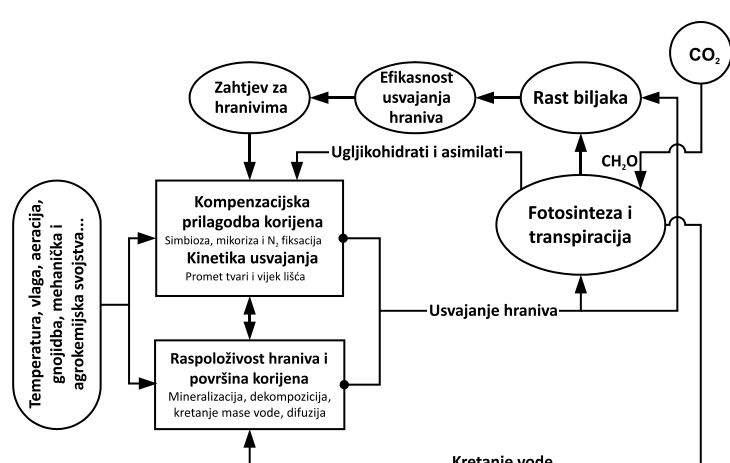 CO₂
Zahtjev za
hranivima
Efikasnost
usvajanja
hraniva
Rast biljaka
Ugljikohidrati i asimilati
CH₂O
Kompenzacijska
prilagodba korijena
Simbioza, mikoriza i N₂ fiksacija
Kinetika usvajanja
Promet tvari i vijek lišća
Fotosinteza i
transpiracija
Temperatura, vlaga, aeracija,
gnojidba, mehanička i
agrokemijska svojstva...
Usvajanje hraniva
Raspoloživost hraniva i
površina korijena
Mineralizacija, dekompozicija,
kretanje mase vode, difuzija
Kretanje vode